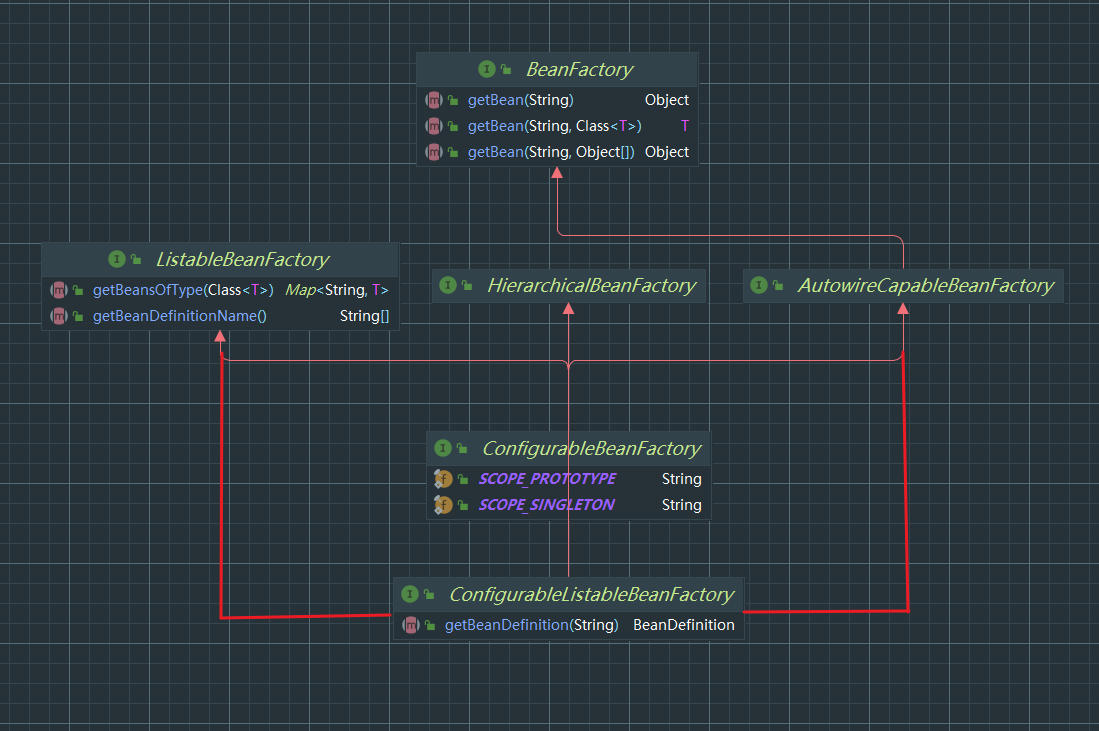 BeanFactory
getBean(String) Object
getBean(String, Class<T>) T
getBean(String, Object[]) Object
ListableBeanFactory
getBeansOfType(Class<T>) Map<String, T>
getBeanDefinitionName() String[]
HierarchicalBeanFactory
AutowireCapableBeanFactory
ConfigurableBeanFactory
SCOPE_PROTOTYPE String
SCOPE_SINGLETON String
ConfigurableListableBeanFactory
getBeanDefinition(String) BeanDefinition